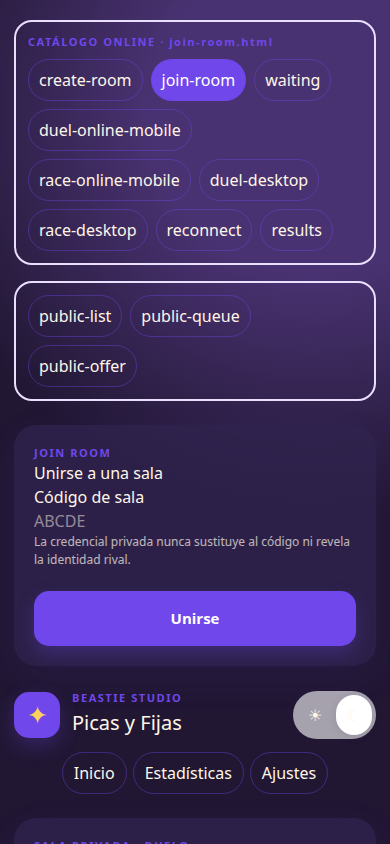 CATÁLOGO ONLINE · join-room.html
create-room join-room waiting
duel-online-mobile
race-online-mobile duel-desktop
race-desktop reconnect results
public-list public-queue
public-offer
JOIN ROOM
Unirse a una sala
Código de sala
ABCDE
La credencial privada nunca sustituye al código ni revela
la identidad rival.
Unirse
BEASTIE STUDIO
Picas y Fijas
Inicio Estadísticas Ajustes